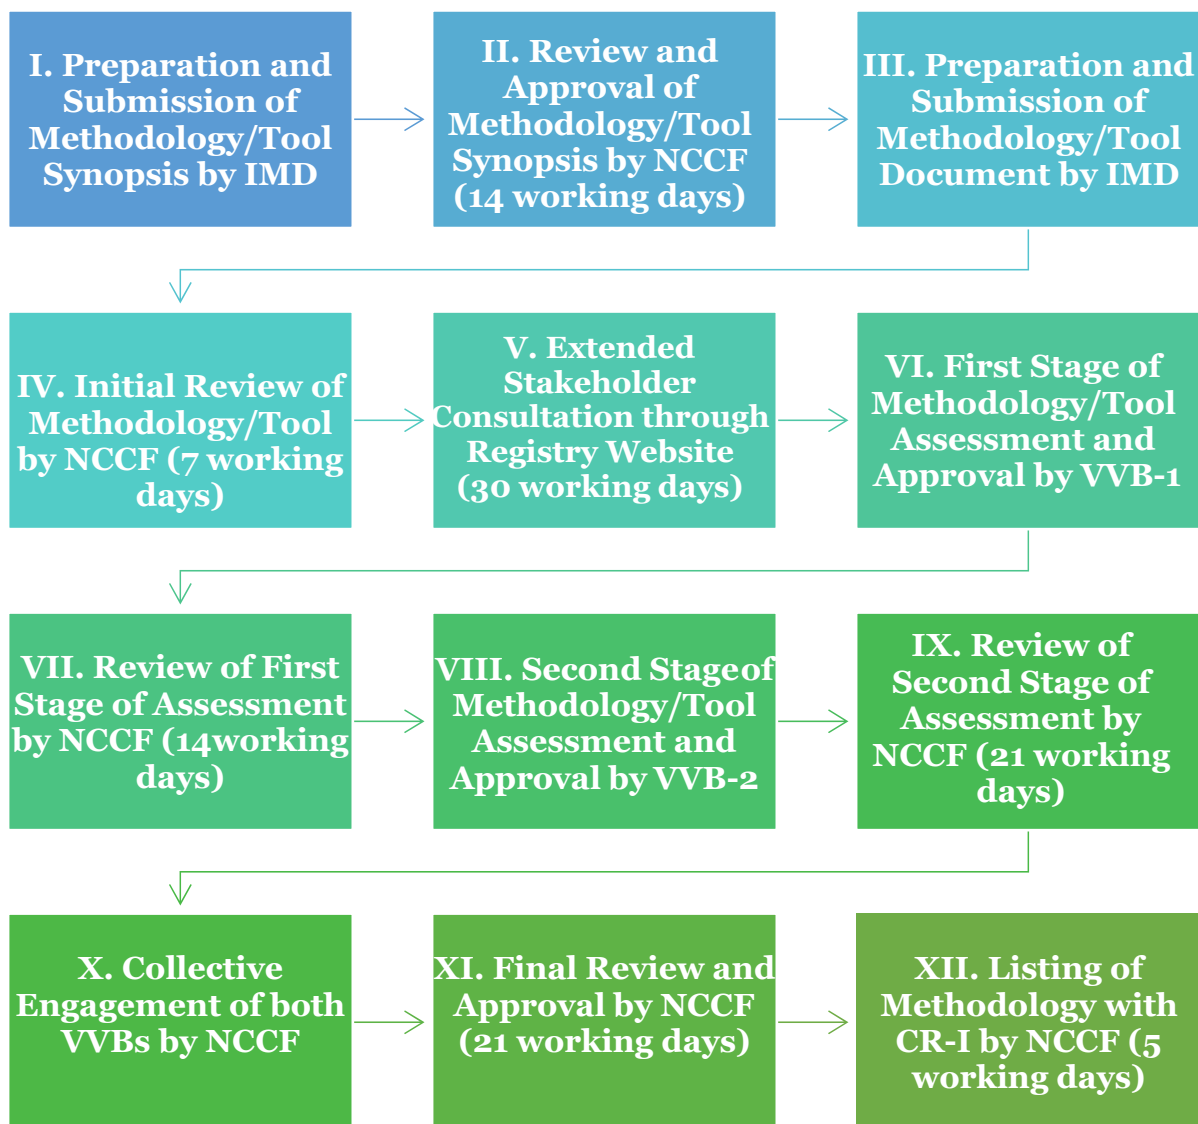 I. Preparation and
Submission of
Methodology/Tool
Synopsis by IMD
II. Review and
Approval of
Methodology/Tool
Synopsis by NCCF
(14 working days)
III. Preparation and
Submission of
Methodology/Tool
Document by IMD
IV. Initial Review of
Methodology/Tool
by NCCF (7 working
days)
V. Extended
Stakeholder
Consultation through
Registry Website
(30 working days)
VI. First Stage of
Methodology/Tool
Assessment and
Approval by VVB-1
VII. Review of First
Stage of Assessment
by NCCF (14working
days)
VIII. Second Stage of
Methodology/Tool
Assessment and
Approval by VVB-2
IX. Review of
Second Stage of
Assessment by
NCCF (21 working
days)
X. Collective
Engagement of both
VVBs by NCCF
XI. Final Review and
Approval by NCCF
(21 working days)
XII. Listing of
Methodology with
CR-I by NCCF (5
working days)